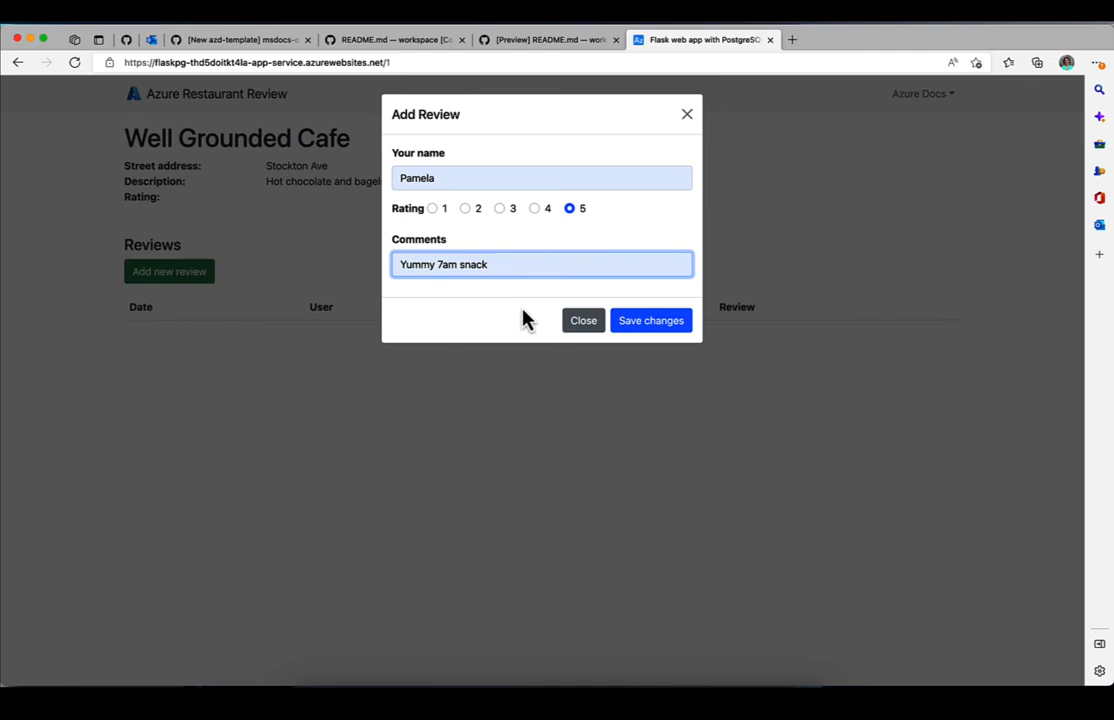 [New azd-template] msdocs-c
README.md — workspace [Co
[Preview] README.md — work
Az Flask web app with PostgreSQ
https://flaskpg-thd5doitkt4la-app-service.azurewebsites.net/1
Azure Restaurant Review
Azure Docs
Well Grounded Cafe
Street address: Stockton Ave
Description: Hot chocolate and bagels
Rating:
Reviews
Add new review
Date User Review
Add Review
Your name
Pamela
Rating 1 2 3 4 5
Comments
Yummy 7am snack
Close Save changes